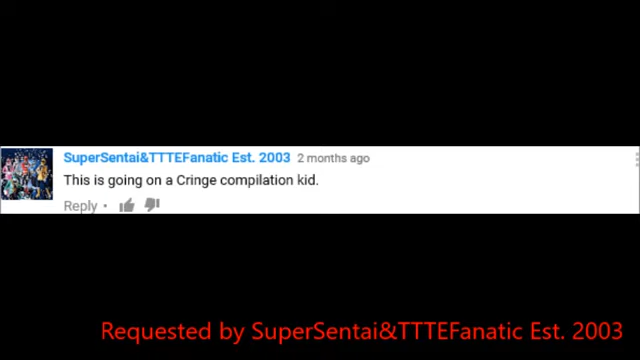 SuperSentai&TTTEFanatic Est. 2003 2 months ago
This is going on a Cringe compilation kid.
Reply •
Requested by SuperSentai&TTTEFanatic Est. 2003